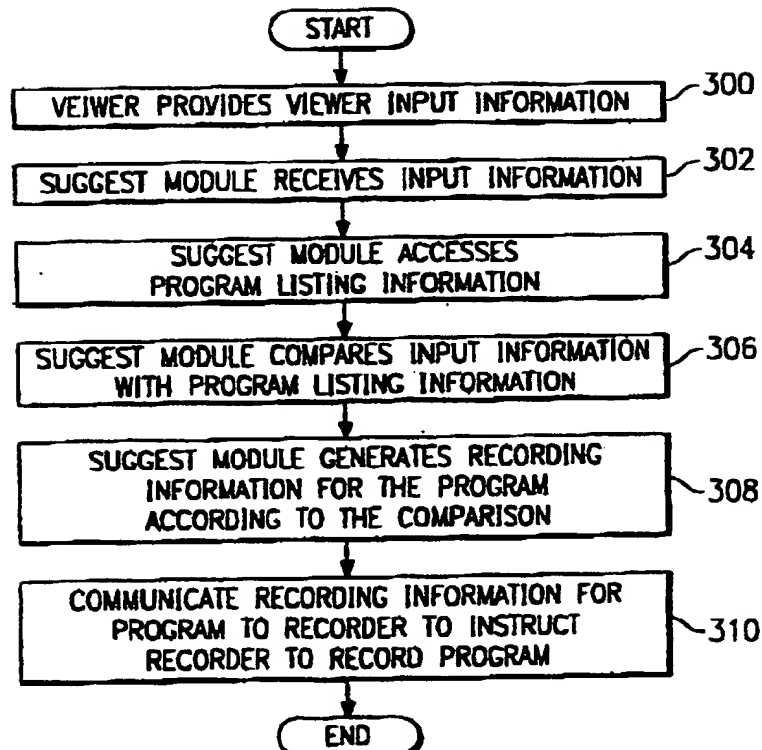 START
VEIWER PROVIDES VIEWER INPUT INFORMATION
300
SUGGEST MODULE RECEIVES INPUT INFORMATION
302
SUGGEST MODULE ACCESSES
PROGRAM LISTING INFORMATION
304
SUGGEST MODULE COMPARES INPUT INFORMATION
WITH PROGRAM LISTING INFORMATION
306
SUGGEST MODULE GENERATES RECORDING
INFORMATION FOR THE PROGRAM
ACCORDING TO THE COMPARISON
308
COMMUNICATE RECORDING INFORMATION FOR
PROGRAM TO RECORDER TO INSTRUCT
RECORDER TO RECORD PROGRAM
310
END